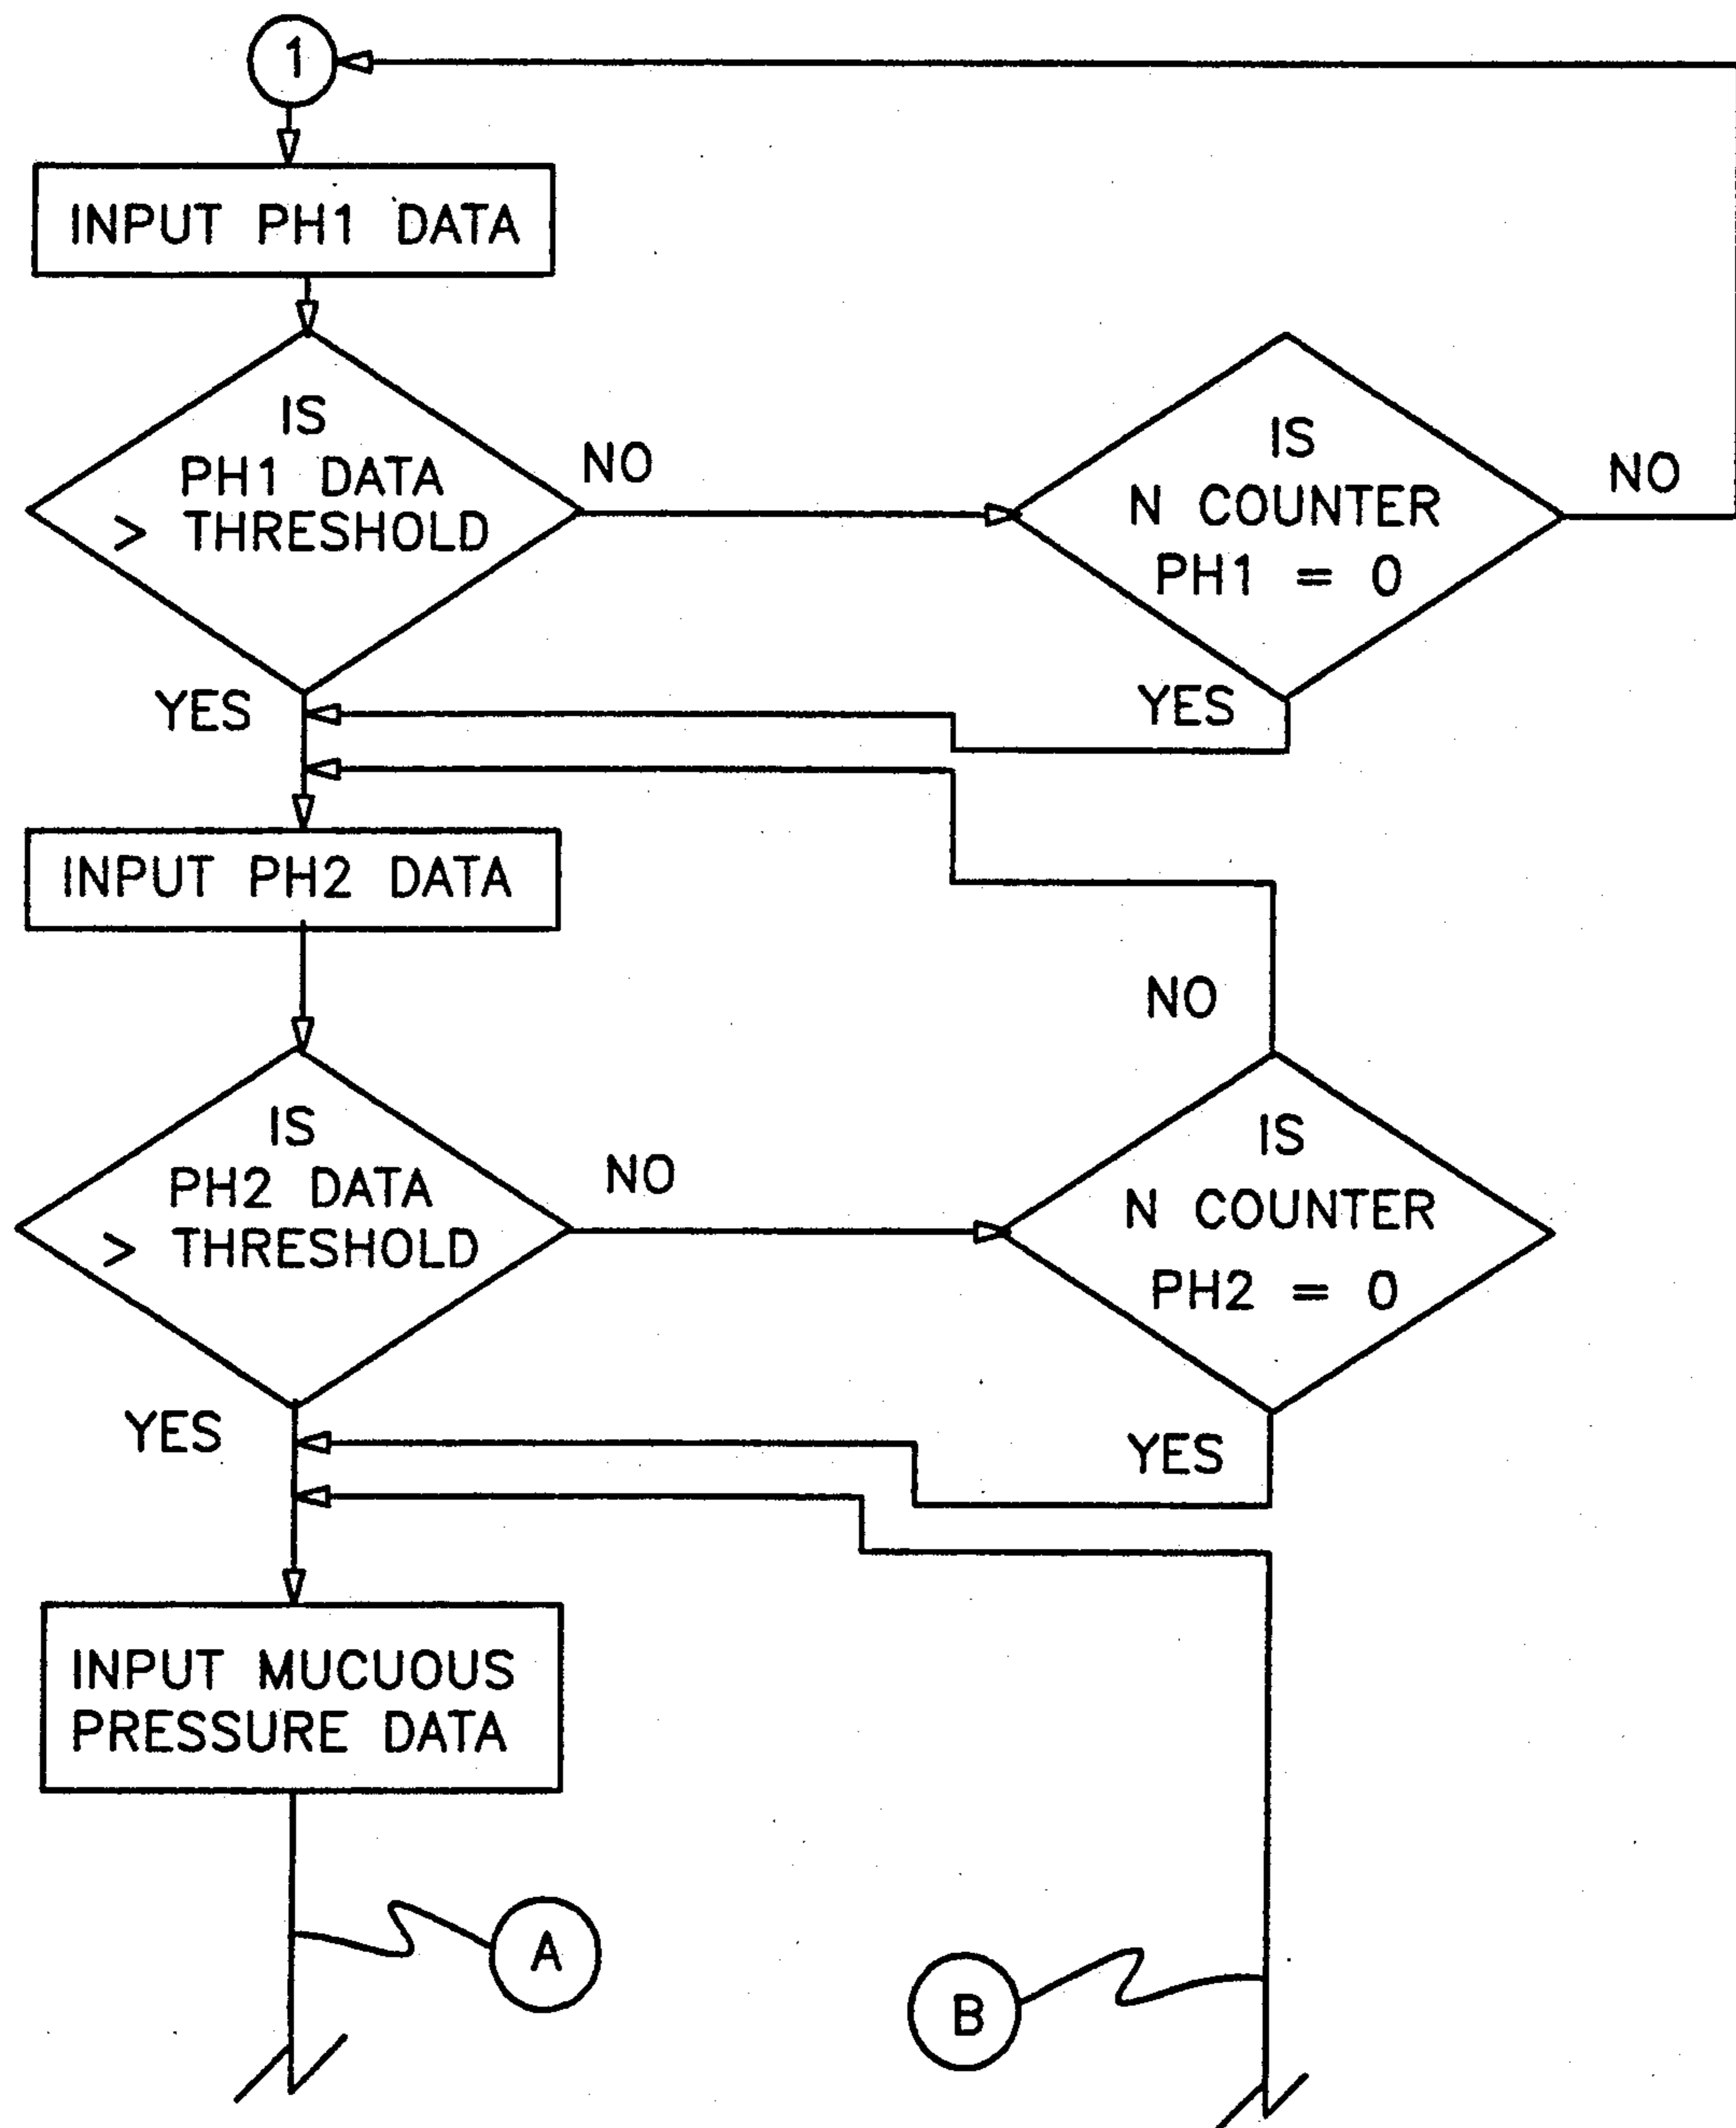 1
INPUT PH1 DATA
IS
PH1 DATA
> THRESHOLD
NO
IS
N COUNTER
PH1 = 0
NO
YES
YES
INPUT PH2 DATA
NO
IS
PH2 DATA
> THRESHOLD
NO
IS
N COUNTER
PH2 = 0
YES
YES
INPUT MUCUOUS
PRESSURE DATA
A
B